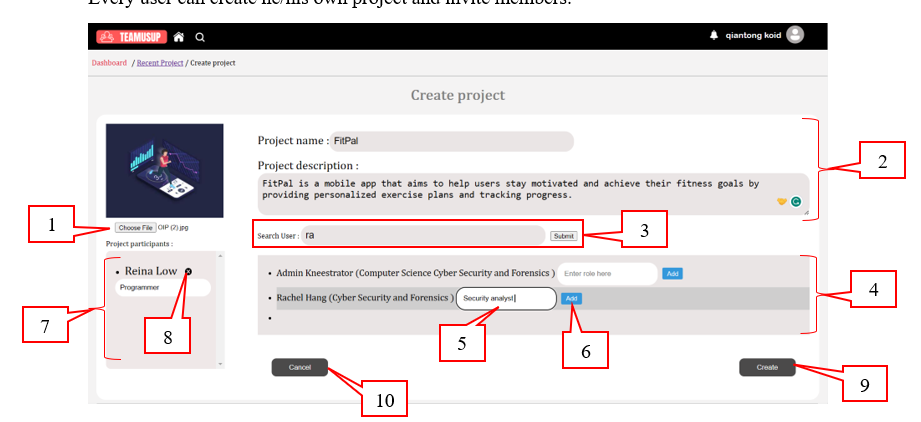 Every user can create he/his own project and invite members.
TEAMUSUP
qiantong koid
Dashboard / Recent Project / Create project
Create project
Project name : FitPal
Project description :
FitPal is a mobile app that aims to help users stay motivated and achieve their fitness goals by
providing personalized exercise plans and tracking progress.
2
1
Choose File OIP (2).jpg
Search User : ra Submit
3
Project participants :
Reina Low
Programmer
7
8
• Admin Kneestrator (Computer Science Cyber Security and Forensics ) Enter role here Add
• Rachel Hang (Cyber Security and Forensics ) Security analyst Add
•
4
5
6
Cancel
Create
10
9